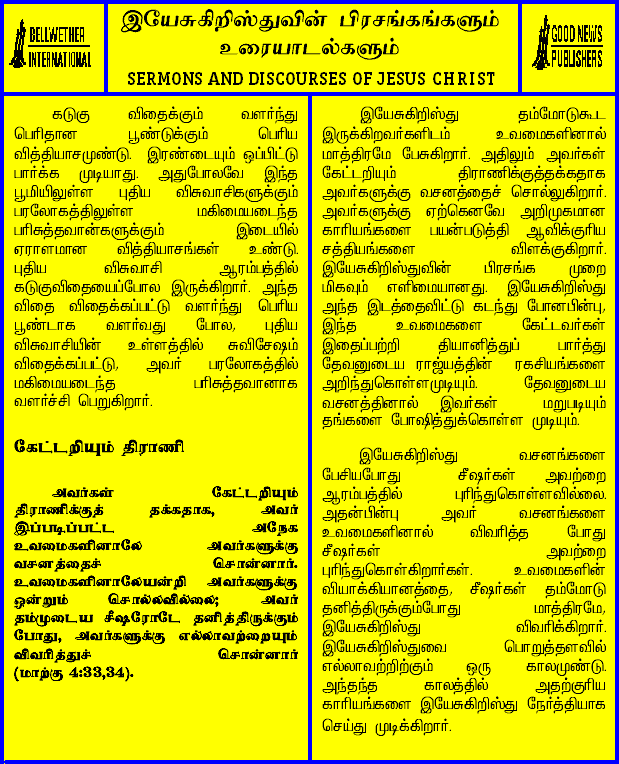 BELLWETHER
INTERNATIONAL
இயேசுகிறிஸ்துவின் பிரசங்கங்களும்
உரையாடல்களும்
SERMONS AND DISCOURSES OF JESUS CHRIST
GOOD NEWS
PUBLISHERS
கடுகு விதைக்கும் வளர்ந்து
பெரிதான பூண்டுக்கும் பெரிய
வித்தியாசமுண்டு. இரண்டையும் ஒப்பிட்டு
பார்க்க முடியாது. அதுபோலவே இந்த
பூமியிலுள்ள புதிய விசுவாசிகளுக்கும்
பரலோகத்திலுள்ள மகிமையடைந்த
பரிசுத்தவான்களுக்கும் இடையில்
ஏராளமான வித்தியாசங்கள் உண்டு.
புதிய விசுவாசி ஆரம்பத்தில்
கடுகுவிதையைப்போல இருக்கிறார். அந்த
விதை விதைக்கப்பட்டு வளர்ந்து பெரிய
பூண்டாக வளர்வது போல, புதிய
விசுவாசியின் உள்ளத்தில் சுவிசேஷம்
விதைக்கப்பட்டு, அவர் பரலோகத்தில்
மகிமையடைந்த பரிசுத்தவானாக
வளர்ச்சி பெறுகிறார்.
கேட்டறியும் திராணி
அவர்கள் கேட்டறியும்
திராணிக்குத் தக்கதாக, அவர்
இப்படிப்பட்ட அநேக
உவமைகளினாலே அவர்களுக்கு
வசனத்தைச் சொன்னார்.
உவமைகளினாலேயன்றி அவர்களுக்கு
ஒன்றும் சொல்லவில்லை; அவர்
தம்முடைய சீஷரோடே தனித்திருக்கும்
போது, அவர்களுக்கு எல்லாவற்றையும்
விவரித்துச் சொன்னார்
(மாற்கு 4:33,34).
இயேசுகிறிஸ்து தம்மோடுகூட
இருக்கிறவர்களிடம் உவமைகளினால்
மாத்திரமே பேசுகிறார். அதிலும் அவர்கள்
கேட்டறியும் திராணிக்குத்தக்கதாக
அவர்களுக்கு வசனத்தைச் சொல்லுகிறார்.
அவர்களுக்கு ஏற்கெனவே அறிமுகமான
காரியங்களை பயன்படுத்தி ஆவிக்குரிய
சத்தியங்களை விளக்குகிறார்.
இயேசுகிறிஸ்துவின் பிரசங்க முறை
மிகவும் எளிமையானது. இயேசுகிறிஸ்து
அந்த இடத்தைவிட்டு கடந்து போனபின்பு,
இந்த உவமைகளை கேட்டவர்கள்
இதைப்பற்றி தியானித்துப் பார்த்து
தேவனுடைய ராஜ்யத்தின் ரகசியங்களை
அறிந்துகொள்ளமுடியும். தேவனுடைய
வசனத்தினால் இவர்கள் மறுபடியும்
தங்களை போஷித்துக்கொள்ள முடியும்.
இயேசுகிறிஸ்து வசனங்களை
பேசியபோது சீஷர்கள் அவற்றை
ஆரம்பத்தில் புரிந்துகொள்ளவில்லை.
அதன்பின்பு அவர் வசனங்களை
உவமைகளினால் விவரித்த போது
சீஷர்கள் அவற்றை
புரிந்துகொள்கிறார்கள். உவமைகளின்
வியாக்கியானத்தை, சீஷர்கள் தம்மோடு
தனித்திருக்கும்போது மாத்திரமே,
இயேசுகிறிஸ்து விவரிக்கிறார்.
இயேசுகிறிஸ்துவை பொறுத்தளவில்
எல்லாவற்றிற்கும் ஒரு காலமுண்டு.
அந்தந்த காலத்தில் அதற்குரிய
காரியங்களை இயேசுகிறிஸ்து நேர்த்தியாக
செய்து முடிக்கிறார்.